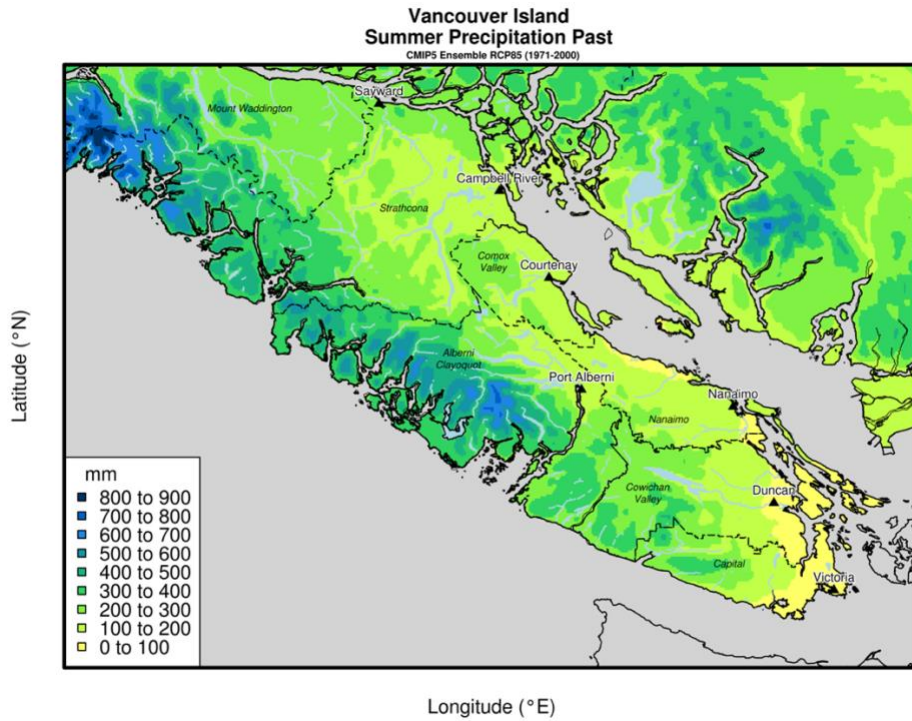 Vancouver Island
Summer Precipitation Past
CMIP5 Ensemble RCP85 (1971-2000)
Latitude (°N)
Sayward
Mount Waddington
Campbell River
Strathcona
Comox
Valley
Courtenay
Alberni
Clayoquot
Port Alberni
Nanaimo
Nanaimo
Cowichan
Valley
Duncan
Capital
Victoria
mm
800 to 900
700 to 800
600 to 700
500 to 600
400 to 500
300 to 400
200 to 300
100 to 200
0 to 100
Longitude (°E)